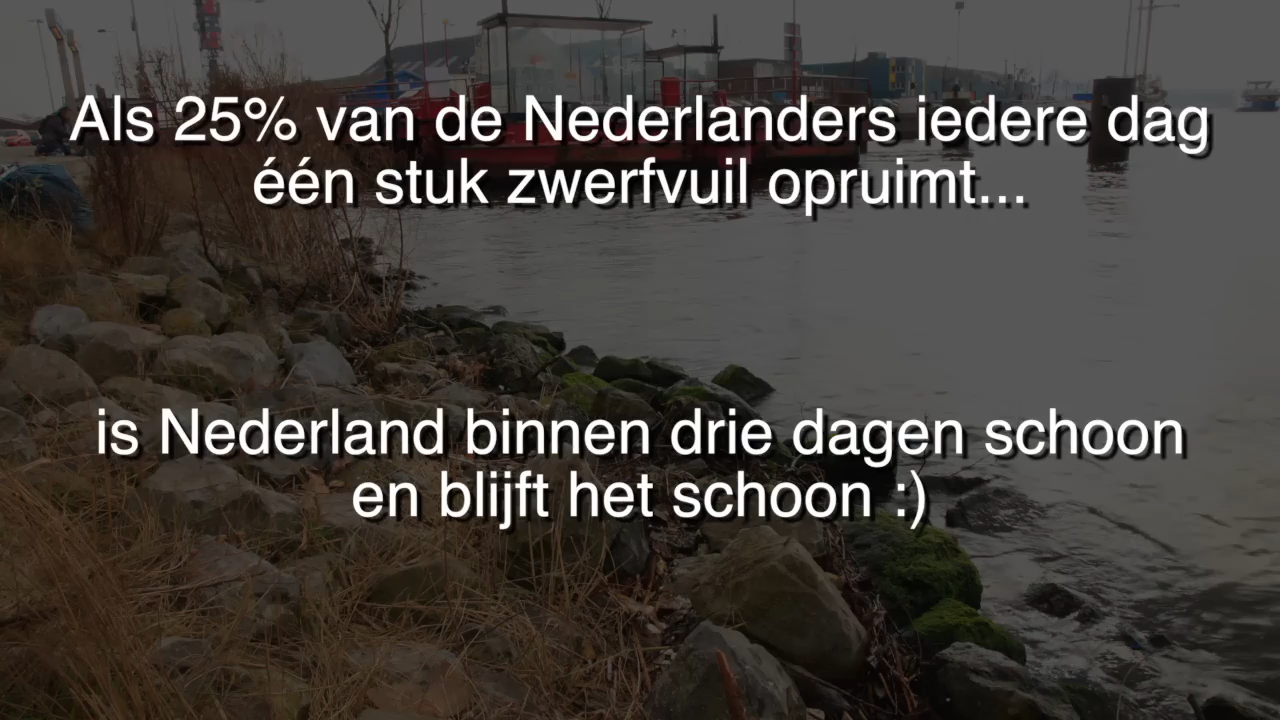 Als 25% van de Nederlanders iedere dag
één stuk zwerfvuil opruimt...
is Nederland binnen drie dagen schoon
en blijft het schoon :)